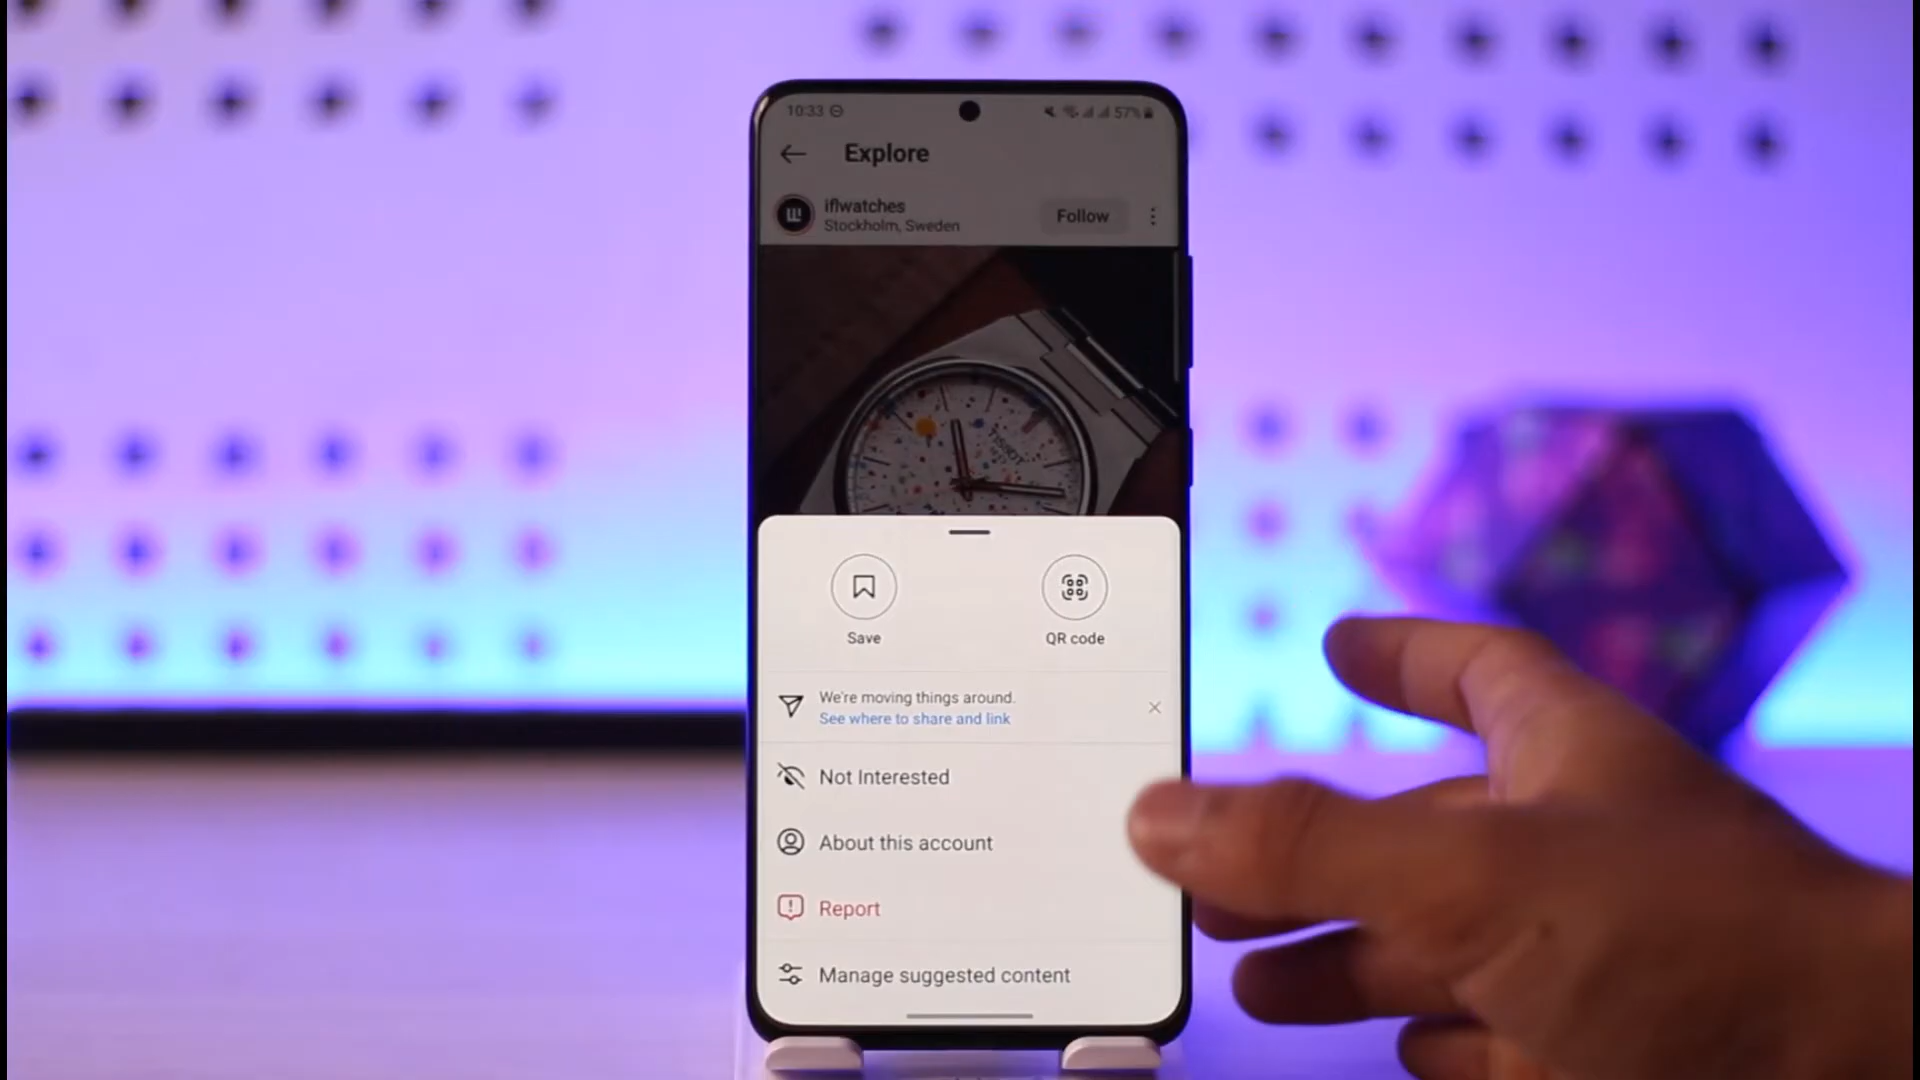 10:33 57%
Explore
iflwatches
Stockholm, Sweden
Follow
TISSOT
Save
QR code
We're moving things around.
See where to share and link
Not Interested
About this account
Report
Manage suggested content